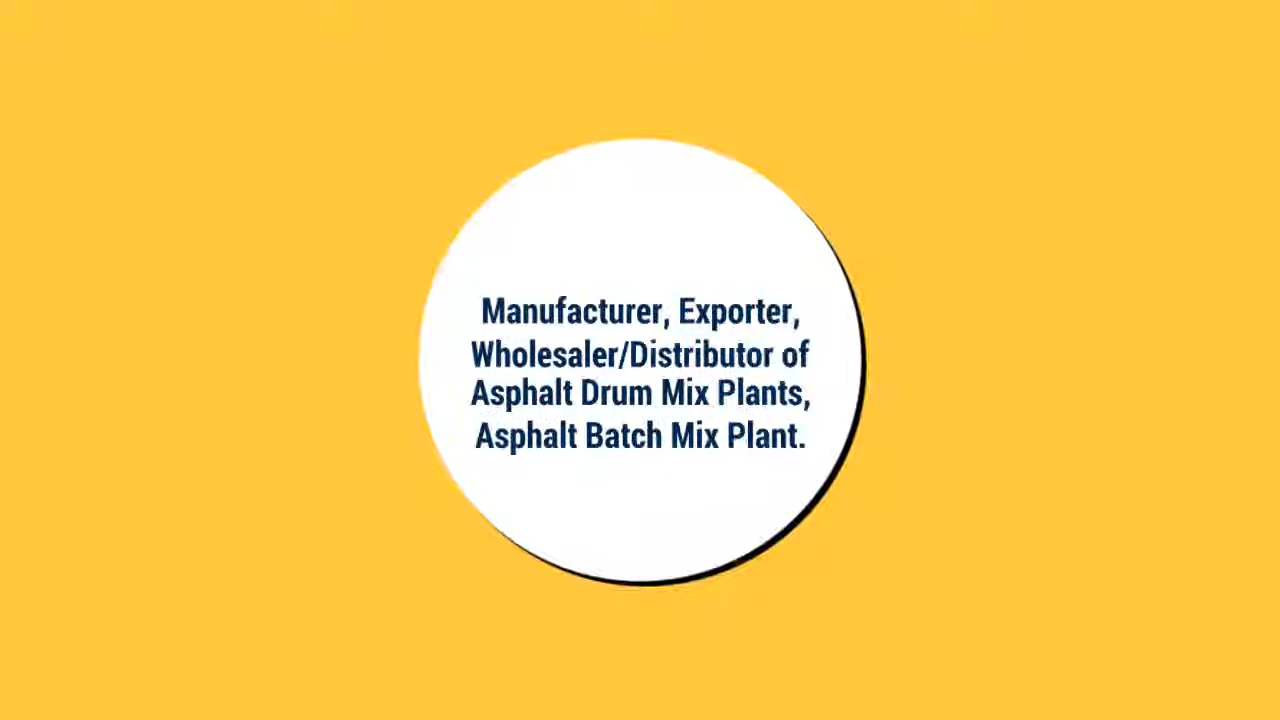 Manufacturer, Exporter,
Wholesaler/Distributor of
Asphalt Drum Mix Plants,
Asphalt Batch Mix Plant.